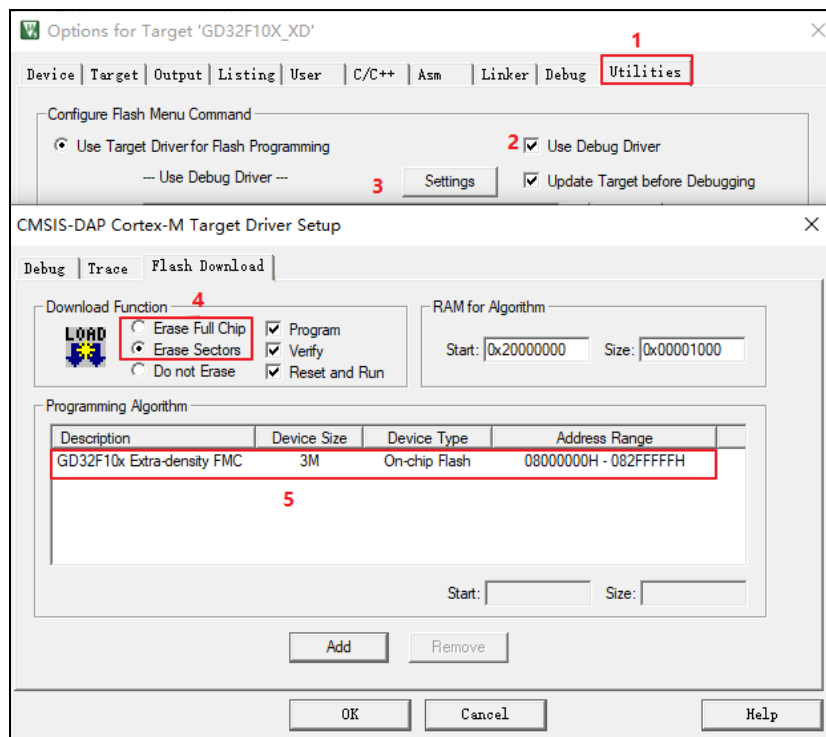 Options for Target 'GD32F10X_XD'
1
Device Target Output Listing User C/C++ Asm Linker Debug Utilities
Configure Flash Menu Command
Use Target Driver for Flash Programming 2 Use Debug Driver
--- Use Debug Driver --- 3 Settings Update Target before Debugging
CMSIS-DAP Cortex-M Target Driver Setup
Debug Trace Flash Download
Download Function 4 RAM for Algorithm
LOAD Erase Full Chip Program
Erase Sectors Verify Start: 0x20000000 Size: 0x00001000
Do not Erase Reset and Run
Programming Algorithm
Description Device Size Device Type Address Range
GD32F10x Extra-density FMC 3M On-chip Flash 08000000H - 082FFFFFH
5
Start: Size:
Add Remove
OK Cancel Help